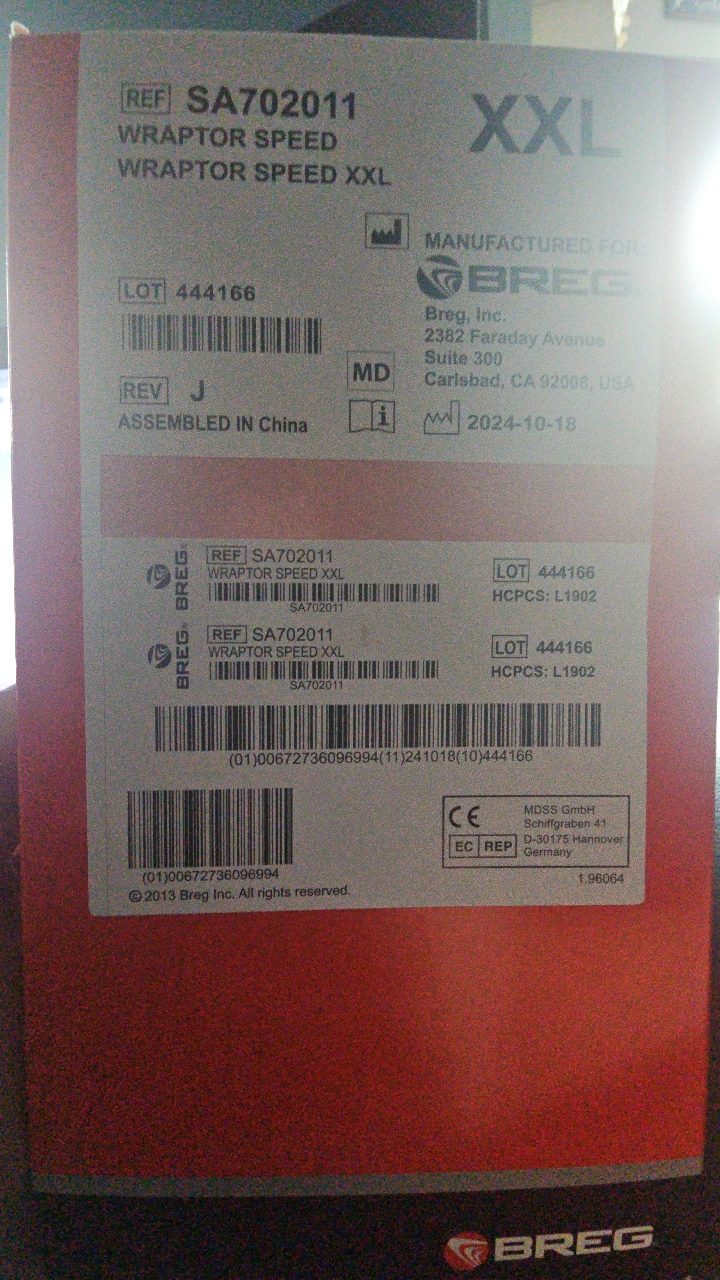 REF SA702011
WRAPTOR SPEED
WRAPTOR SPEED XXL
XXL
MANUFACTURED FOR:
BREG
Breg, Inc.
2382 Faraday Avenue
Suite 300
Carlsbad, CA 92008, USA
LOT 444166
REV J
ASSEMBLED IN China
MD
i
2024-10-18
BREG®
REF SA702011
WRAPTOR SPEED XXL
SA702011
LOT 444166
HCPCS: L1902
BREG®
REF SA702011
WRAPTOR SPEED XXL
SA702011
LOT 444166
HCPCS: L1902
(01)00672736096994(11)241018(10)444166
(01)00672736096994
© 2013 Breg Inc. All rights reserved.
CE
EC REP
MDSS GmbH
Schiffgraben 41
D-30175 Hannover
Germany
1.96064
BREG